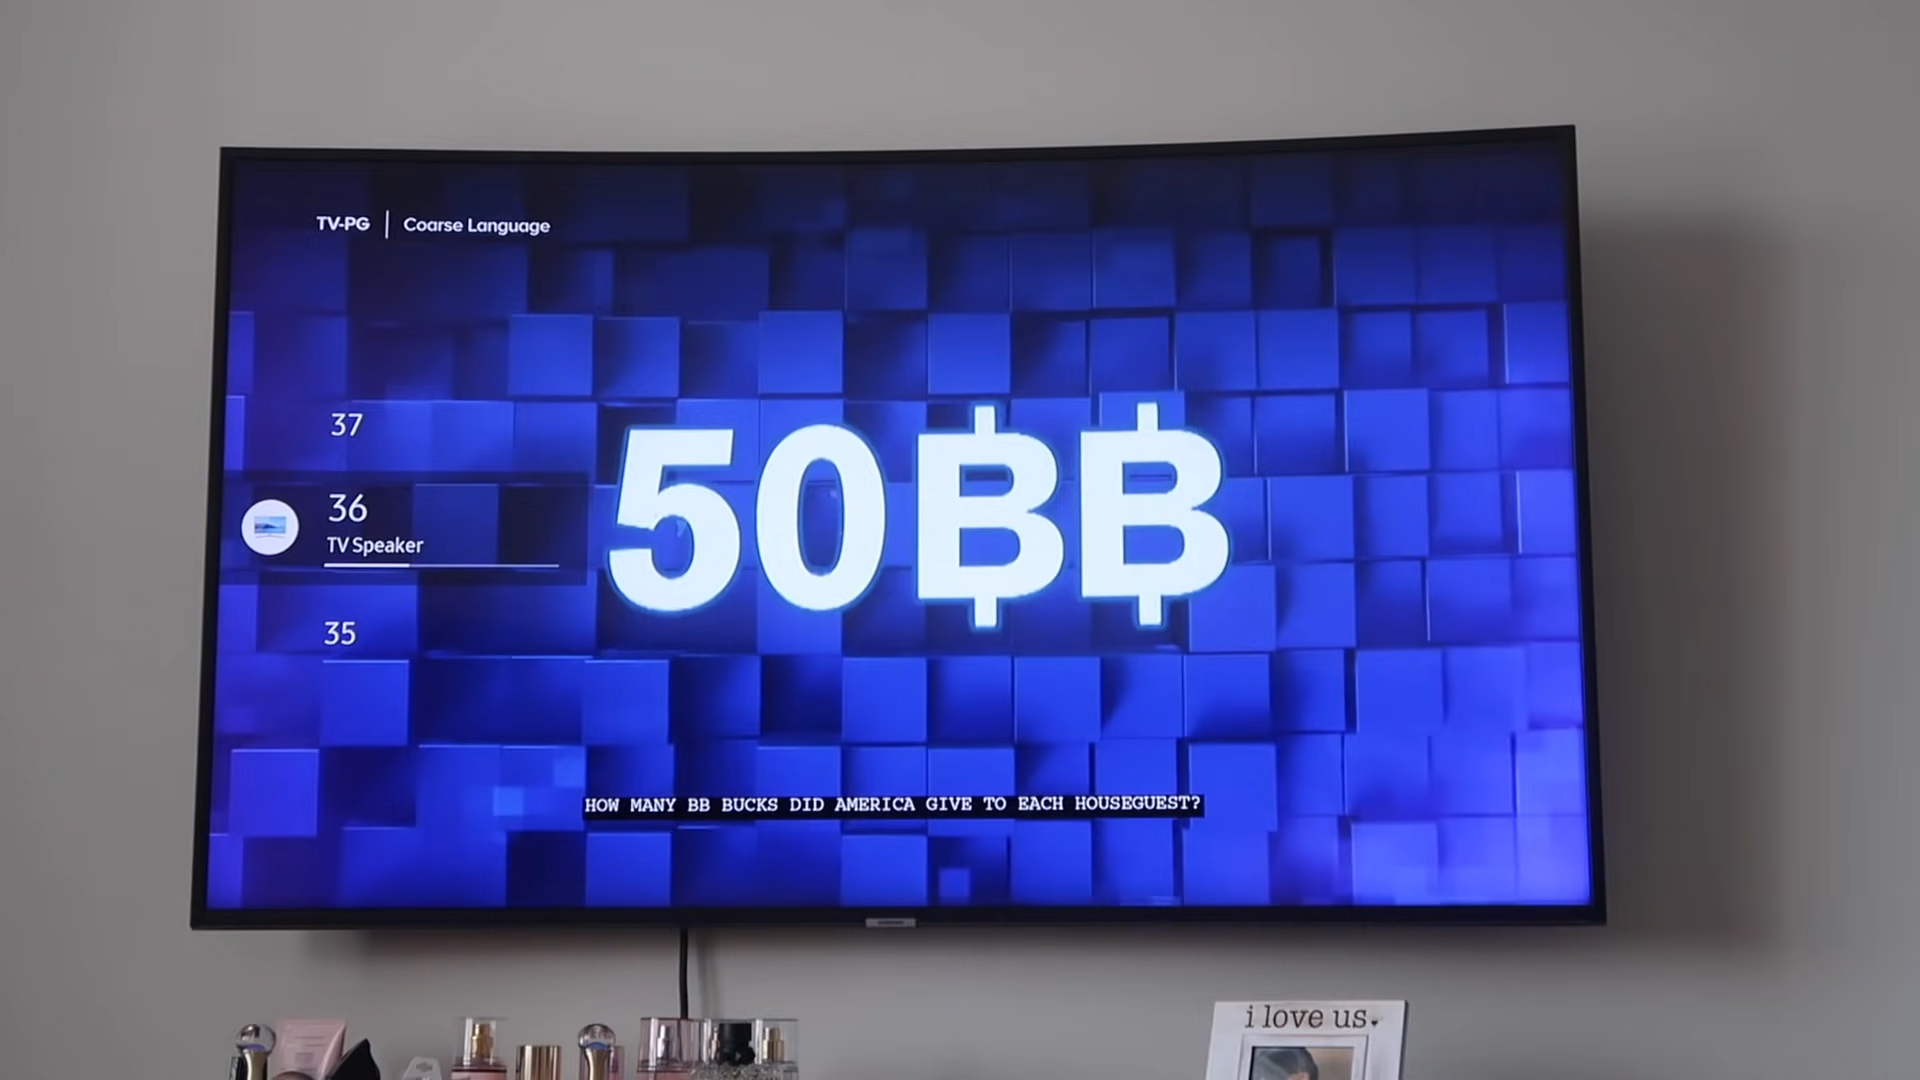 TV-PG | Coarse Language
37
36
TV Speaker
35
50BB
HOW MANY BB BUCKS DID AMERICA GIVE TO EACH HOUSEGUEST?
i love us.